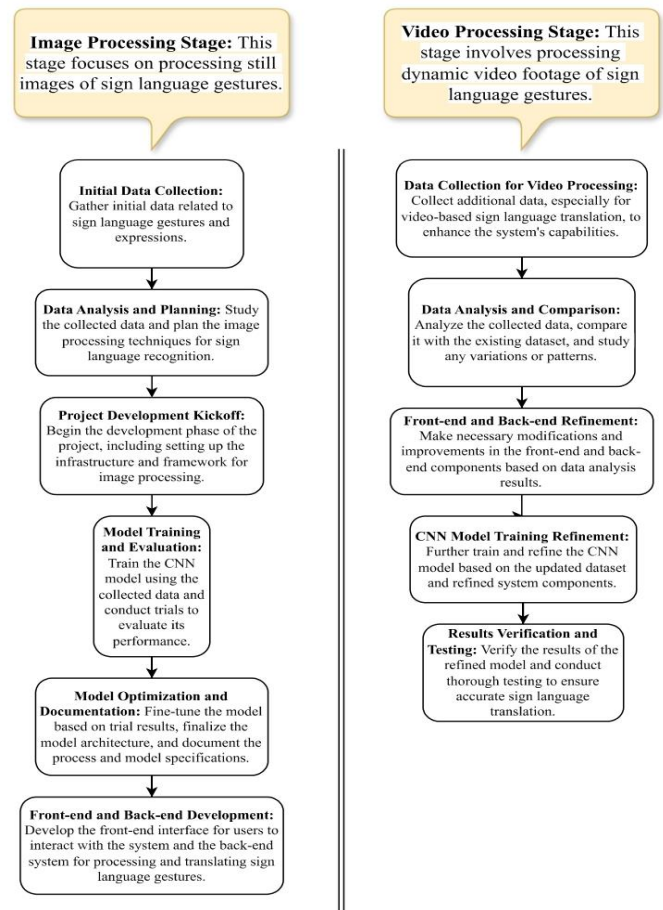 Image Processing Stage: This
stage focuses on processing still
images of sign language gestures.
Initial Data Collection:
Gather initial data related to
sign language gestures and
expressions.
Data Analysis and Planning: Study
the collected data and plan the image
processing techniques for sign
language recognition.
Project Development Kickoff:
Begin the development phase of the
project, including setting up the
infrastructure and framework for
image processing.
Model Training
and Evaluation:
Train the CNN
model using the
collected data and
conduct trials to
evaluate its
performance.
Model Optimization and
Documentation: Fine-tune the model
based on trial results, finalize the
model architecture, and document the
process and model specifications.
Front-end and Back-end Development:
Develop the front-end interface for users to
interact with the system and the back-end
system for processing and translating sign
language gestures.
Video Processing Stage: This
stage involves processing
dynamic video footage of sign
language gestures.
Data Collection for Video Processing:
Collect additional data, especially for
video-based sign language translation, to
enhance the system's capabilities.
Data Analysis and Comparison:
Analyze the collected data, compare
it with the existing dataset, and study
any variations or patterns.
Front-end and Back-end Refinement:
Make necessary modifications and
improvements in the front-end and back-
end components based on data analysis
results.
CNN Model Training Refinement:
Further train and refine the CNN
model based on the updated dataset
and refined system components.
Results Verification and
Testing: Verify the results of the
refined model and conduct
thorough testing to ensure
accurate sign language
translation.